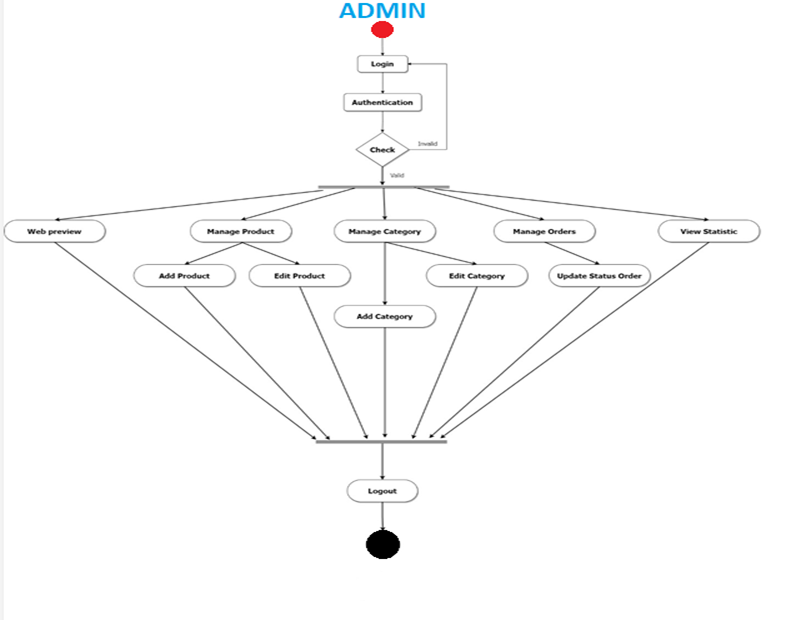 ADMIN
Login
Authentication
Check
Invalid
Valid
Web preview
Manage Product
Manage Category
Manage Orders
View Statistic
Add Product
Edit Product
Edit Category
Update Status Order
Add Category
Logout